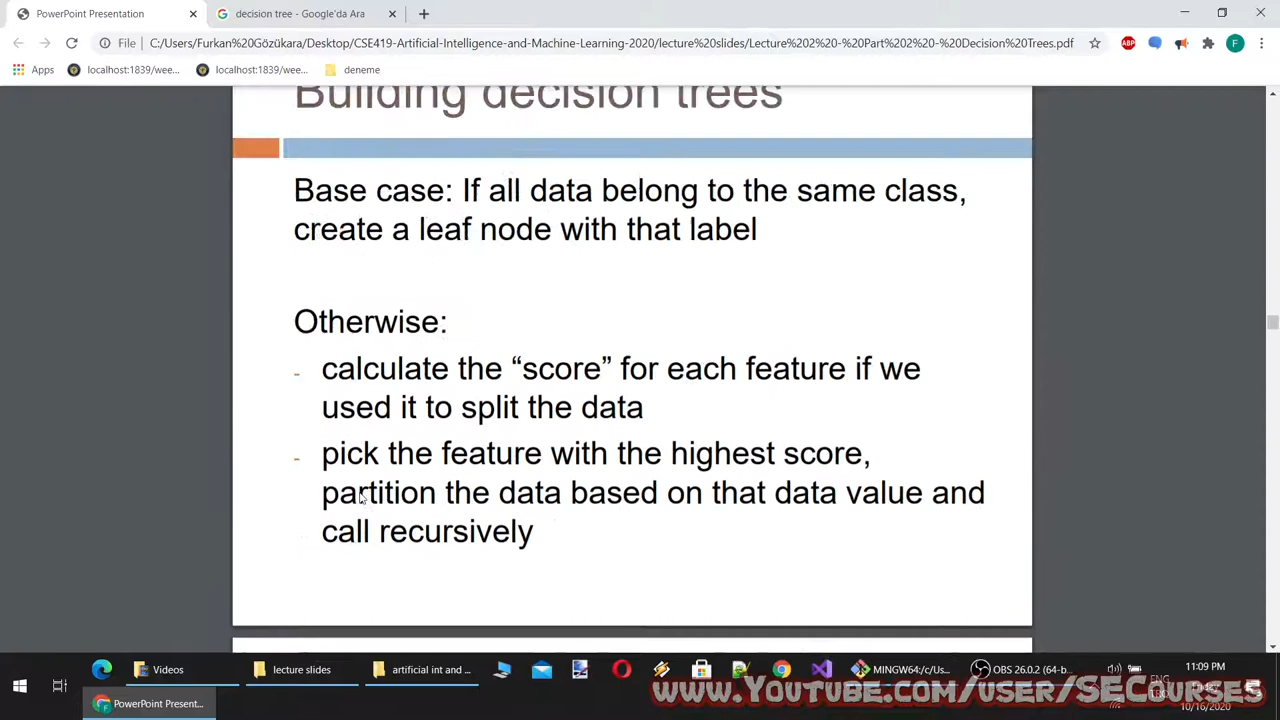 PowerPoint Presentation
decision tree - Google'da Ara
File
C:/Users/Furkan%20Gözükara/Desktop/CSE419-Artificial-Intelligence-and-Machine-Learning-2020/lecture%20slides/Lecture%202%20-%20Part%202%20-%20Decision%20Trees.pdf
ABP
F
Apps
localhost:1839/wee...
localhost:1839/wee...
deneme
Building decision trees
Base case: If all data belong to the same class,
create a leaf node with that label
Otherwise:
- calculate the “score” for each feature if we
used it to split the data
- pick the feature with the highest score,
partition the data based on that data value and
call recursively
Videos
lecture slides
artificial int and ...
MINGW64:/c/Us...
OBS 26.0.2 (64-b...
ENG
11:09 PM
Friday
10/16/2020
PowerPoint Present...
www.Youtube.com/user/SECourses